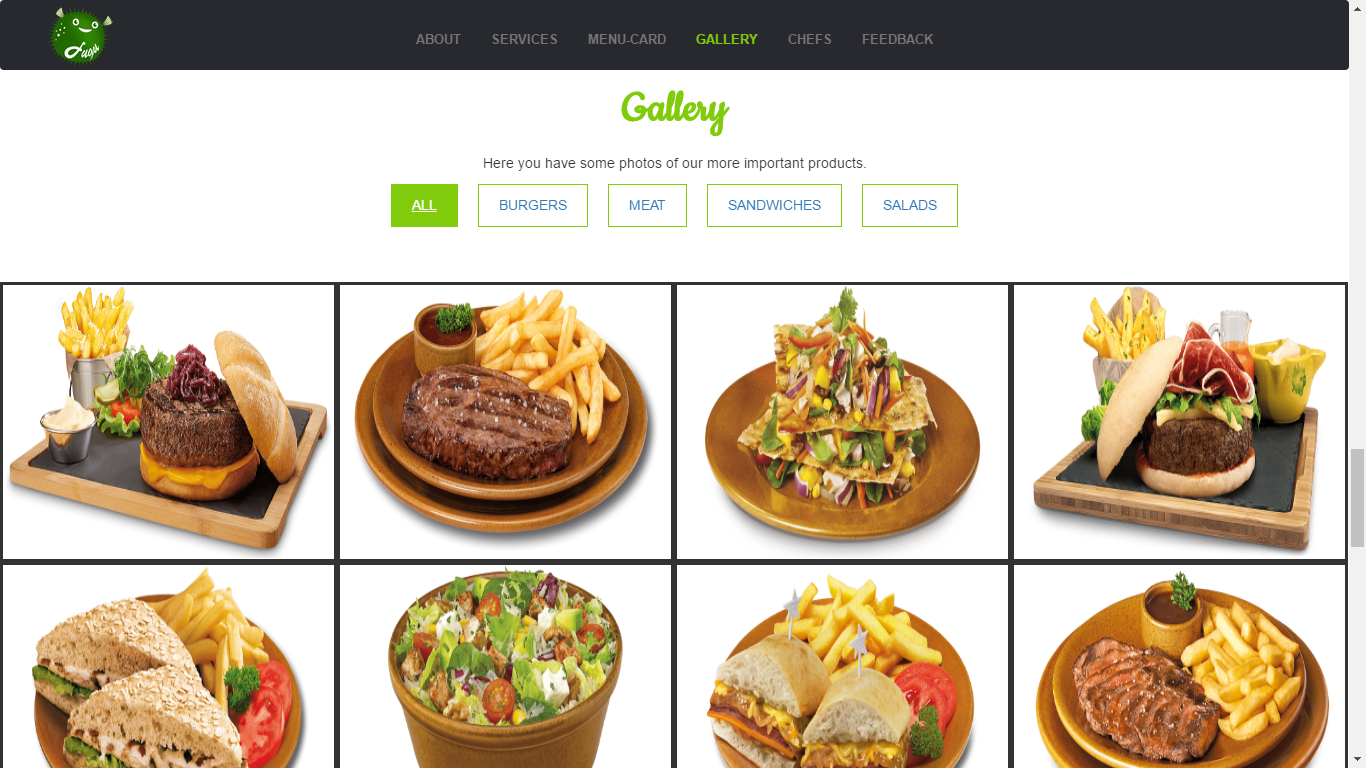 Fugu
ABOUT SERVICES MENU-CARD GALLERY CHEFS FEEDBACK
Gallery
Here you have some photos of our more important products.
ALL BURGERS MEAT SANDWICHES SALADS